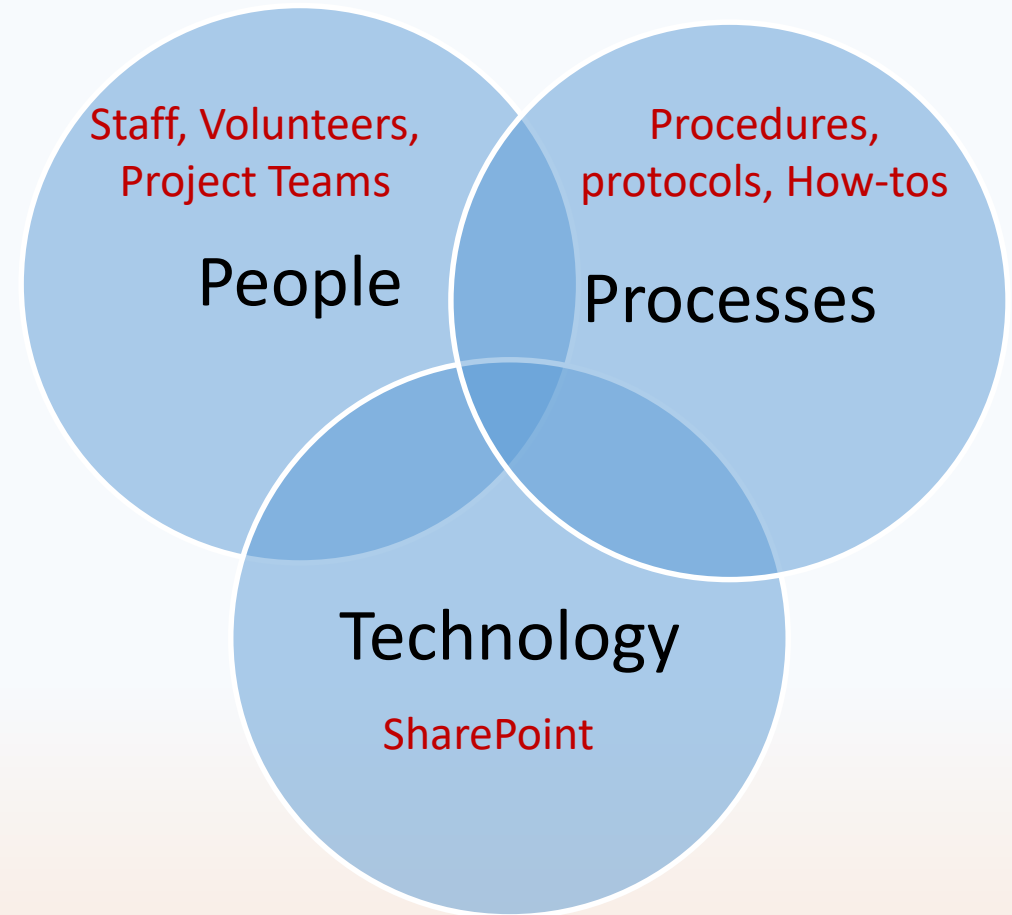 Staff, Volunteers,
Project Teams
People
Procedures,
protocols, How-tos
Processes
Technology
SharePoint